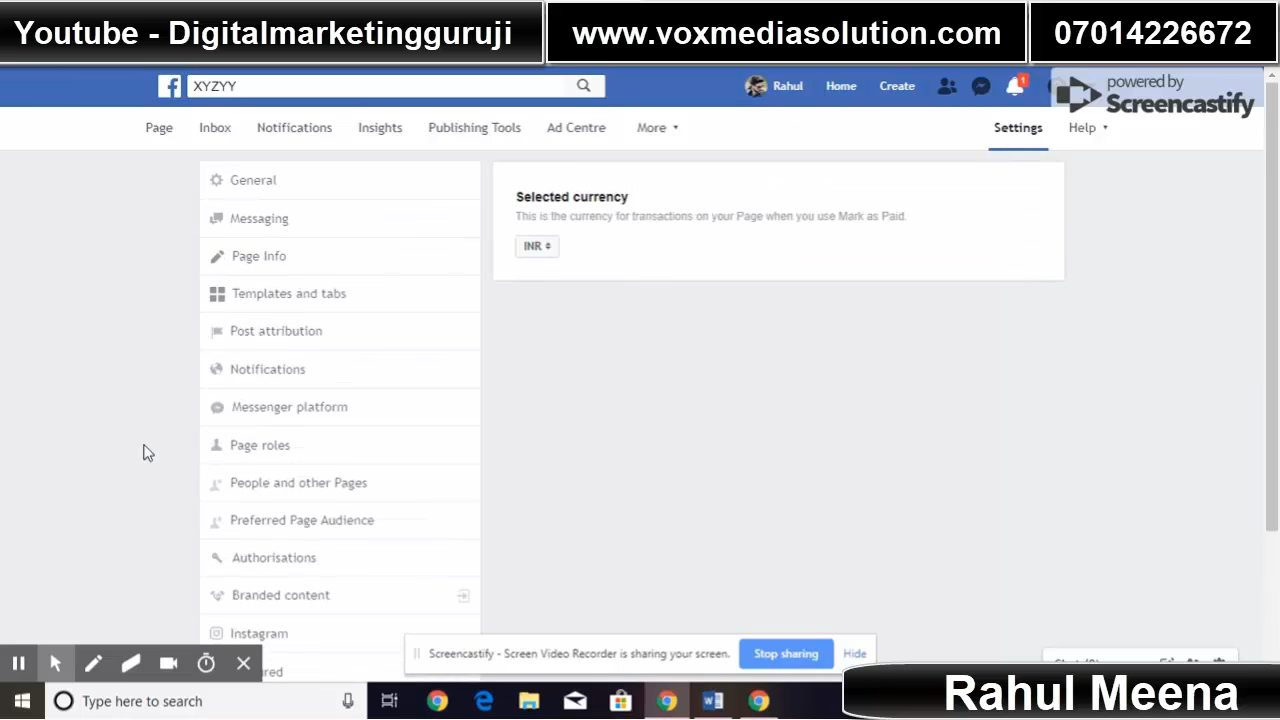 Youtube - Digitalmarketingguruji
www.voxmediasolution.com
07014226672
XYZYY
Rahul
Home
Create
1
powered by
Screencastify
Page
Inbox
Notifications
Insights
Publishing Tools
Ad Centre
More
Settings
Help
General
Messaging
Page Info
Templates and tabs
Post attribution
Notifications
Messenger platform
Page roles
People and other Pages
Preferred Page Audience
Authorisations
Branded content
Instagram
Selected currency
This is the currency for transactions on your Page when you use Mark as Paid.
INR
Screencastify - Screen Video Recorder is sharing your screen.
Stop sharing
Hide
Type here to search
Rahul Meena